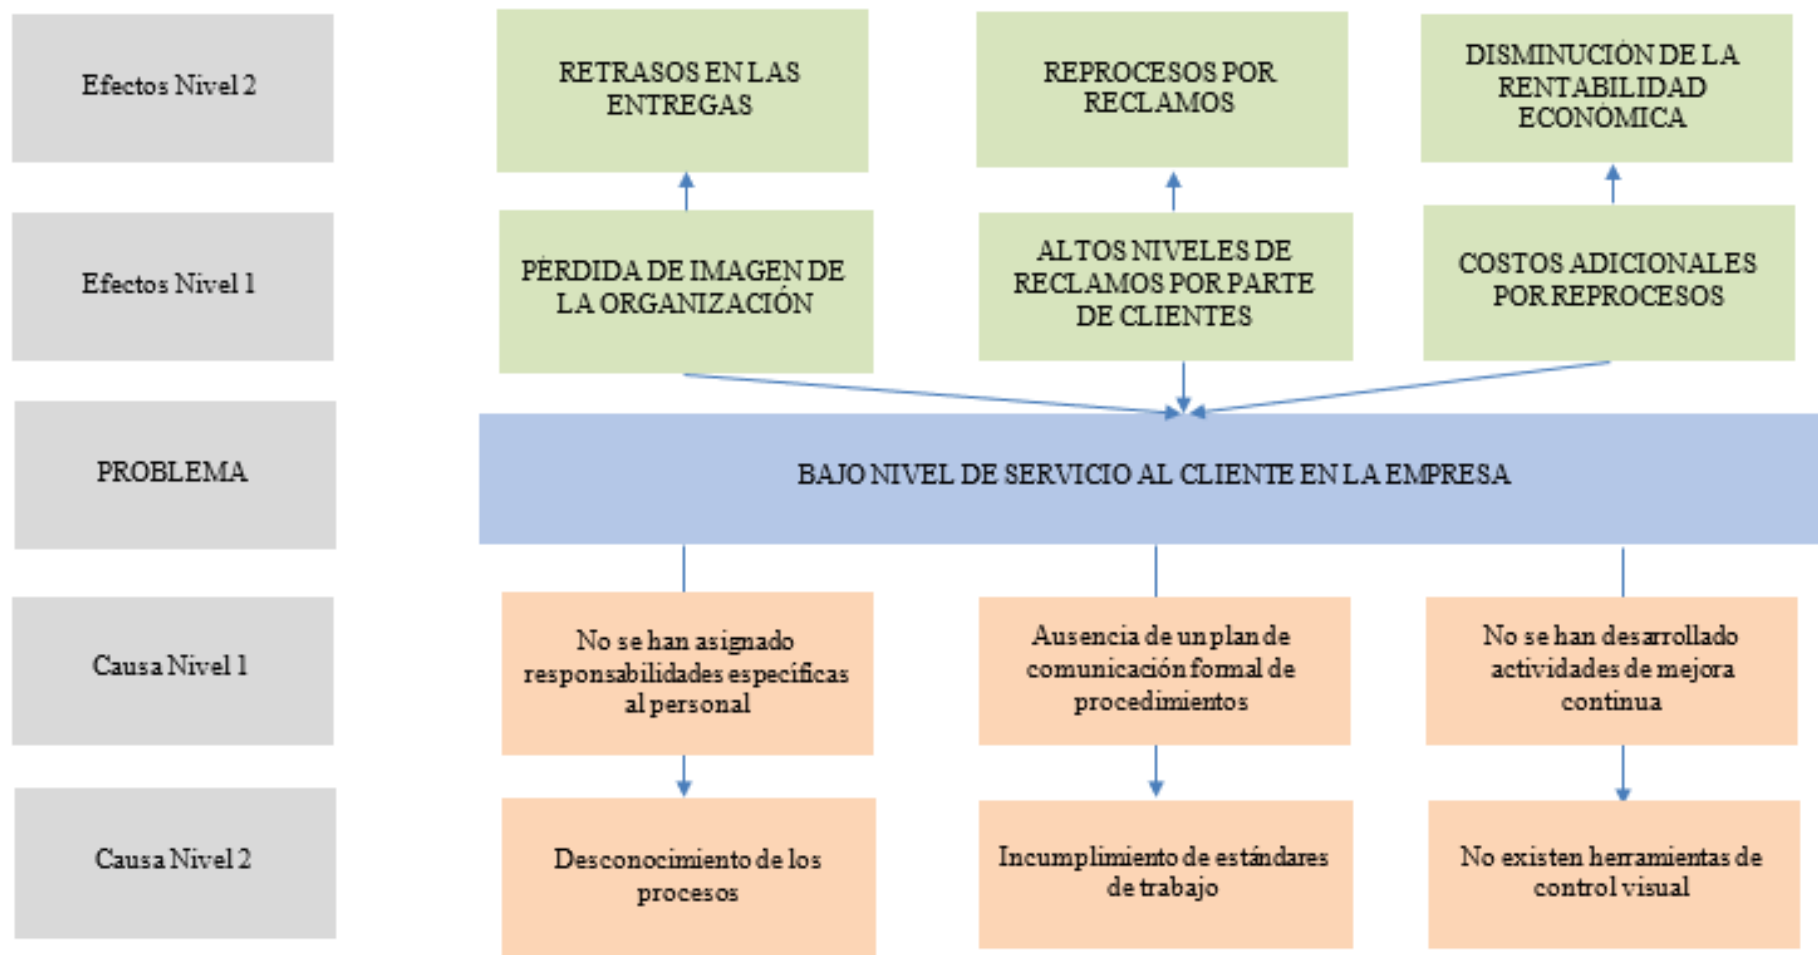 Efectos Nivel 2
RETRASOS EN LAS
ENTREGAS
REPROCESOS POR
RECLAMOS
DISMINUCIÓN DE LA
RENTABILIDAD
ECONÓMICA
Efectos Nivel 1
PÉRDIDA DE IMAGEN DE
LA ORGANIZACIÓN
ALTOS NIVELES DE
RECLAMOS POR PARTE
DE CLIENTES
COSTOS ADICIONALES
POR REPROCESOS
PROBLEMA
BAJO NIVEL DE SERVICIO AL CLIENTE EN LA EMPRESA
Causa Nivel 1
No se han asignado
responsabilidades específicas
al personal
Ausencia de un plan de
comunicación formal de
procedimientos
No se han desarrollado
actividades de mejora
continua
Causa Nivel 2
Desconocimiento de los
procesos
Incumplimiento de estándares
de trabajo
No existen herramientas de
control visual